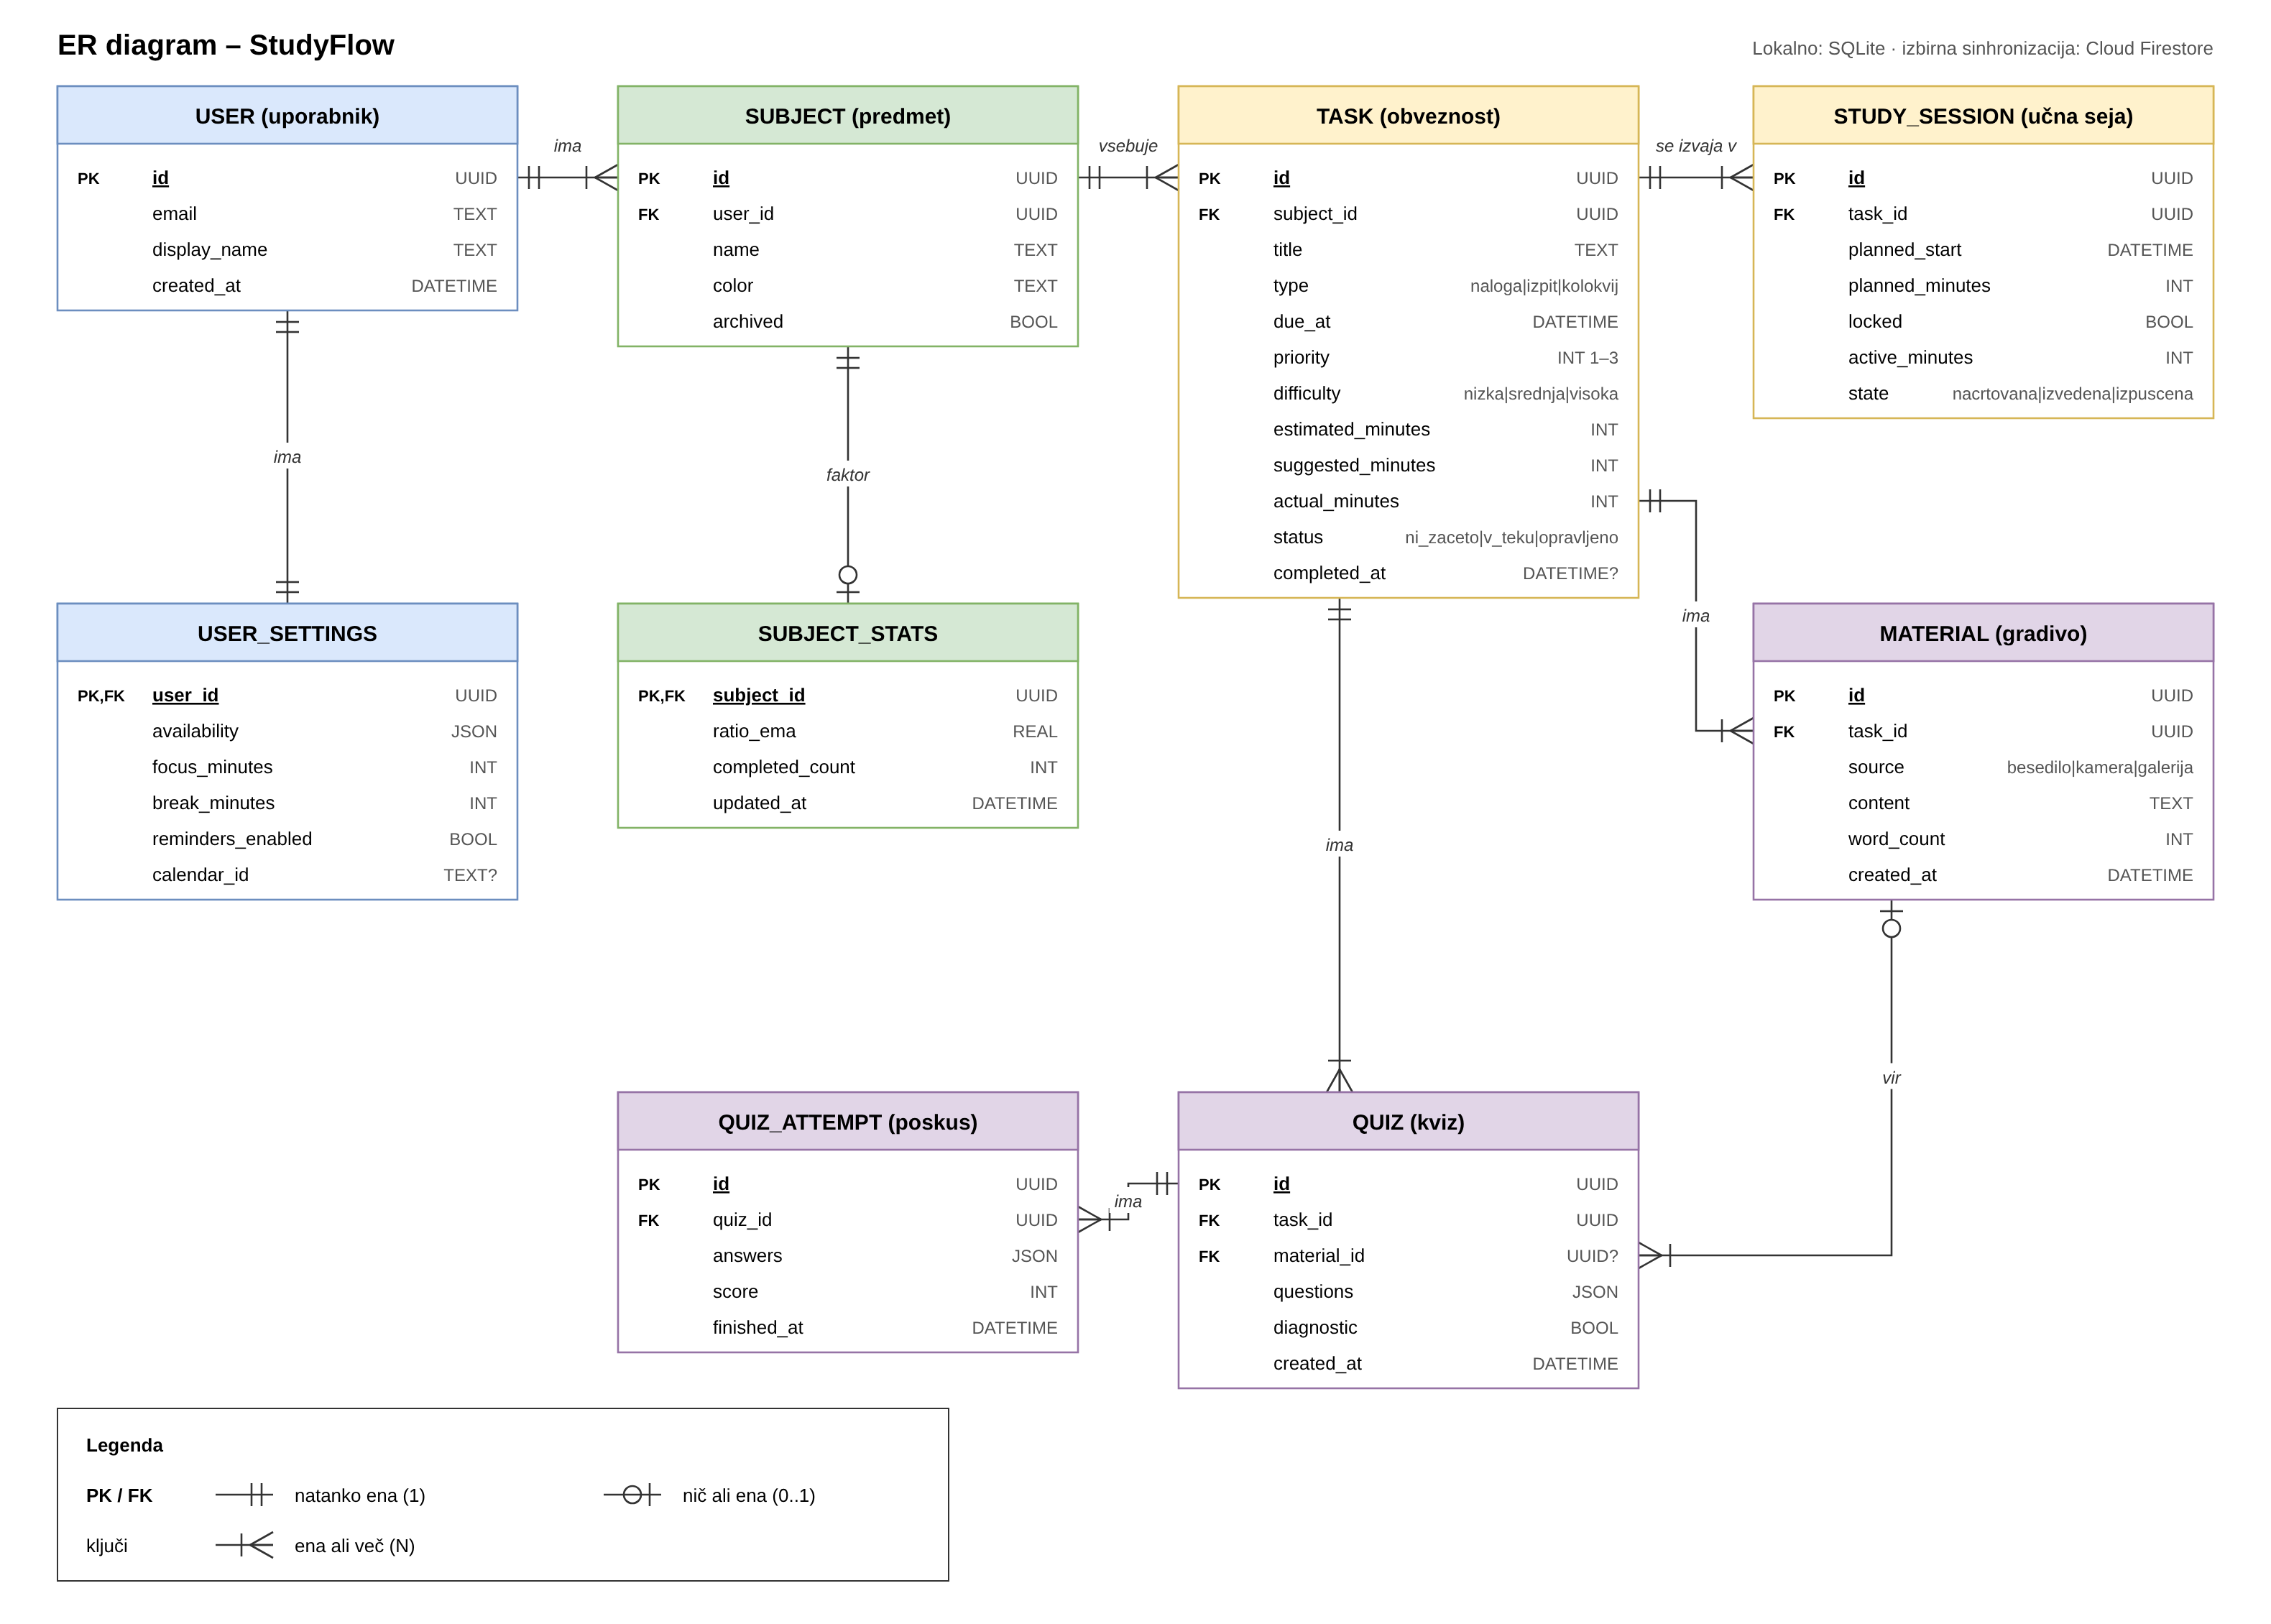 ER diagram – StudyFlow
Lokalno: SQLite · izbirna sinhronizacija: Cloud Firestore
USER (uporabnik)
PK id UUID
email TEXT
display_name TEXT
created_at DATETIME
ima
SUBJECT (predmet)
PK id UUID
FK user_id UUID
name TEXT
color TEXT
archived BOOL
vsebuje
TASK (obveznost)
PK id UUID
FK subject_id UUID
title TEXT
type naloga|izpit|kolokvij
due_at DATETIME
priority INT 1–3
difficulty nizka|srednja|visoka
estimated_minutes INT
suggested_minutes INT
actual_minutes INT
status ni_zaceto|v_teku|opravljeno
completed_at DATETIME?
se izvaja v
STUDY_SESSION (učna seja)
PK id UUID
FK task_id UUID
planned_start DATETIME
planned_minutes INT
locked BOOL
active_minutes INT
state nacrtovana|izvedena|izpuscena
ima
faktor
ima
USER_SETTINGS
PK,FK user_id UUID
availability JSON
focus_minutes INT
break_minutes INT
reminders_enabled BOOL
calendar_id TEXT?
SUBJECT_STATS
PK,FK subject_id UUID
ratio_ema REAL
completed_count INT
updated_at DATETIME
ima
MATERIAL (gradivo)
PK id UUID
FK task_id UUID
source besedilo|kamera|galerija
content TEXT
word_count INT
created_at DATETIME
vir
QUIZ_ATTEMPT (poskus)
PK id UUID
FK quiz_id UUID
answers JSON
score INT
finished_at DATETIME
ima
QUIZ (kviz)
PK id UUID
FK task_id UUID
FK material_id UUID?
questions JSON
diagnostic BOOL
created_at DATETIME
Legenda
PK / FK natanko ena (1) nič ali ena (0..1)
ključi ena ali več (N)